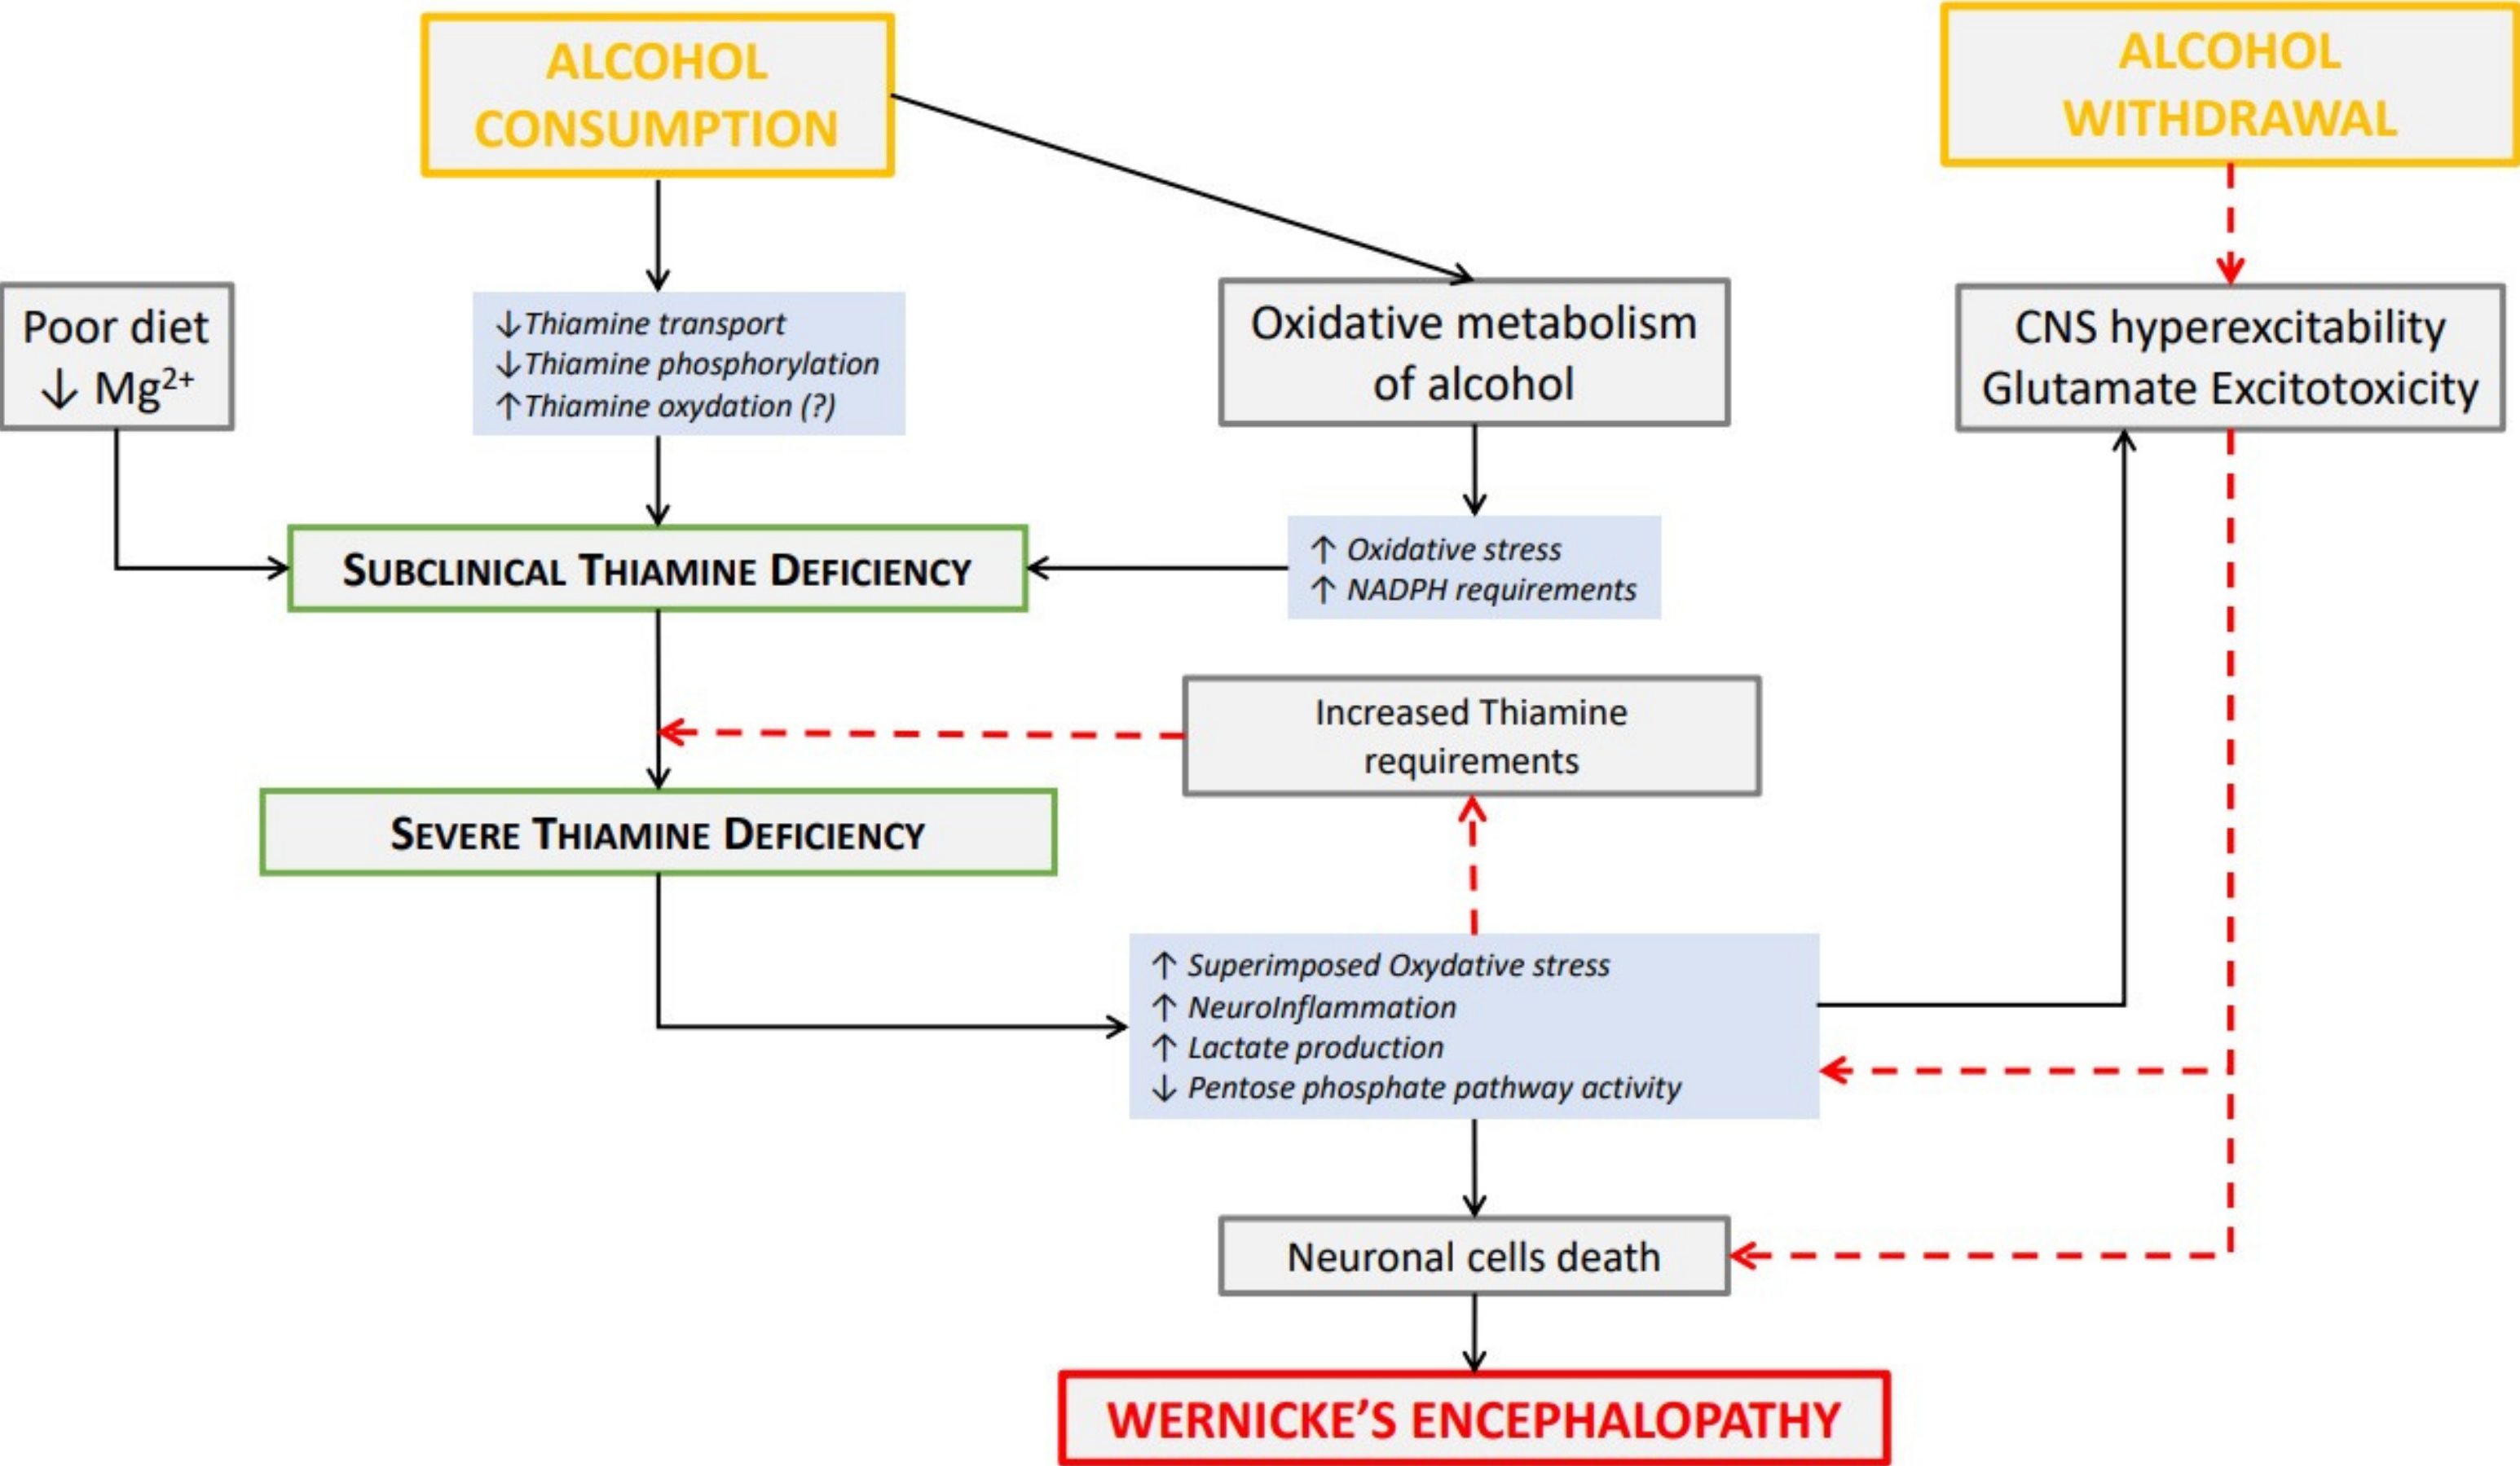 ALCOHOL
CONSUMPTION
ALCOHOL
WITHDRAWAL
Poor diet
↓ Mg²⁺
↓Thiamine transport
↓Thiamine phosphorylation
↑Thiamine oxydation (?)
Oxidative metabolism
of alcohol
CNS hyperexcitability
Glutamate Excitotoxicity
SUBCLINICAL THIAMINE DEFICIENCY
↑ Oxidative stress
↑ NADPH requirements
Increased Thiamine
requirements
SEVERE THIAMINE DEFICIENCY
↑ Superimposed Oxydative stress
↑ NeuroInflammation
↑ Lactate production
↓ Pentose phosphate pathway activity
Neuronal cells death
WERNICKE’S ENCEPHALOPATHY